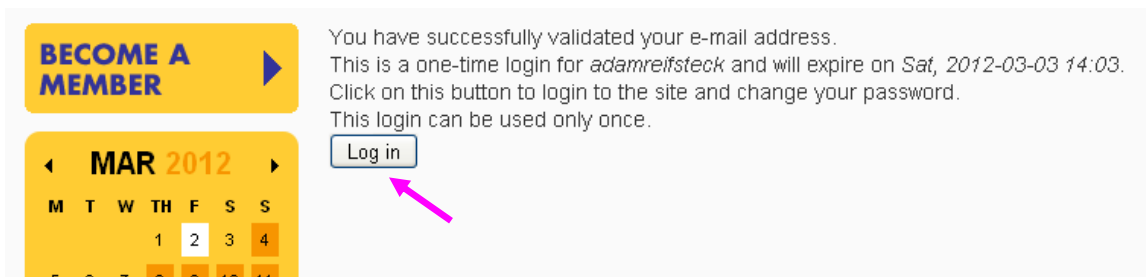 BECOME A
MEMBER
You have successfully validated your e-mail address.
This is a one-time login for adamreifsteck and will expire on Sat, 2012-03-03 14:03.
Click on this button to login to the site and change your password.
This login can be used only once.
Log in
MAR 2012
M T W TH F S S
1 2 3 4